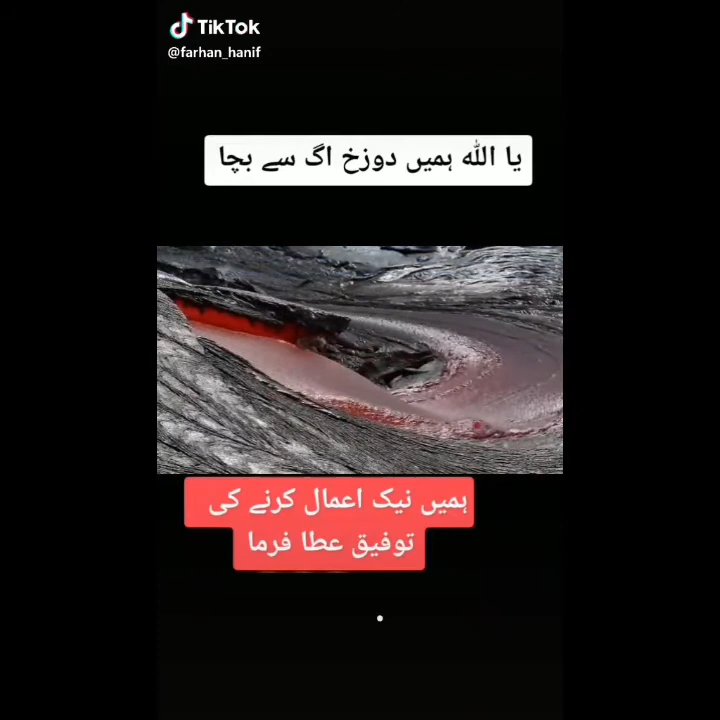 TikTok
@farhan_hanif
یا اللہ ہمیں دوزخ اگ سے بچا
ہمیں نیک اعمال کرنے کی
توفیق عطا فرما